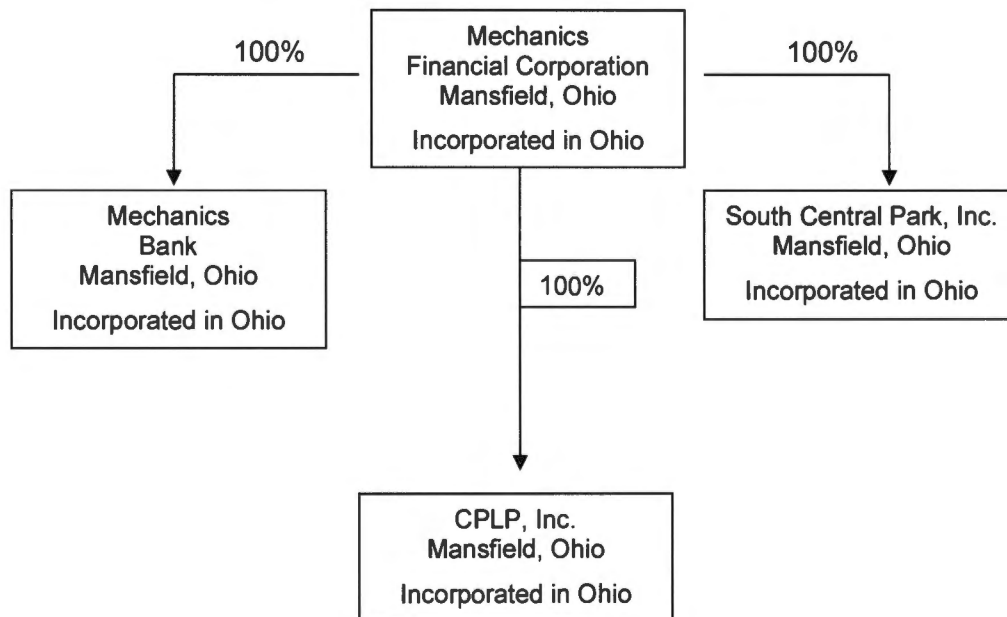 Mechanics
Financial Corporation
Mansfield, Ohio
Incorporated in Ohio
100%
100%
Mechanics
Bank
Mansfield, Ohio
Incorporated in Ohio
100%
South Central Park, Inc.
Mansfield, Ohio
Incorporated in Ohio
CPLP, Inc.
Mansfield, Ohio
Incorporated in Ohio